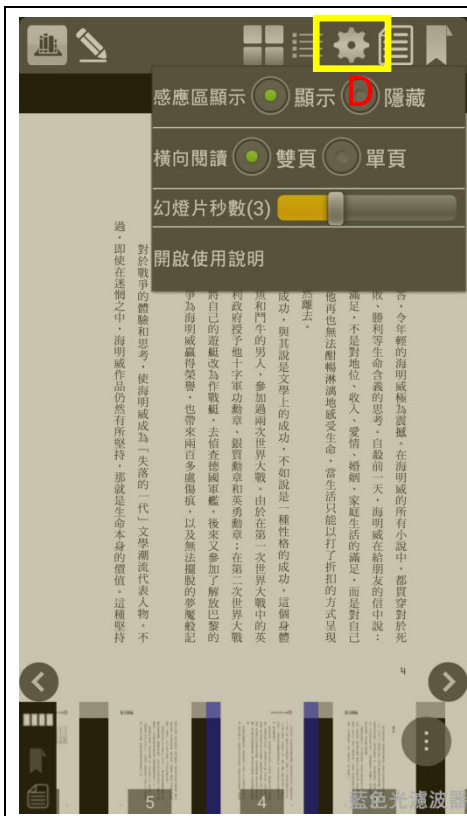 感應區顯示 顯示 D 隱藏
橫向閱讀 雙頁 單頁
幻燈片秒數(3)
開啟使用說明
答,令年輕的海明威極為震撼。在海明威的所有小說中,都貫穿對於死
敗、勝利等生命含義的思考。自殺前一天,海明威在給朋友的信中說:
滿足,不是對地位、收入、愛情、婚姻、家庭生活的滿足,而是對自己
他再也無法酣暢淋漓地感受生命,當生活只能以打了折扣的方式呈現
然離去。
成功,與其說是文學上的成功,不如說是一種性格的成功。這個身體
魚和鬥牛的男人,參加過兩次世界大戰。由於在第一次世界大戰中的英
利政府授予他十字軍功勳章、銀質勳章和英勇勳章;在第二次世界大戰
將自己的遊艇改為作戰艇,去偵查德國軍艦,後來又參加了解放巴黎的
爭為海明威贏得榮譽,也帶來兩百多處傷痕,以及無法擺脫的夢魘般記
對於戰爭的體驗和思考,使海明威成為「失落的一代」文學潮流代表人物。不
過,即使在迷惘之中,海明威作品仍然有所堅持,那就是生命本身的價值。這種堅持
4
5
4
藍色光濾波器